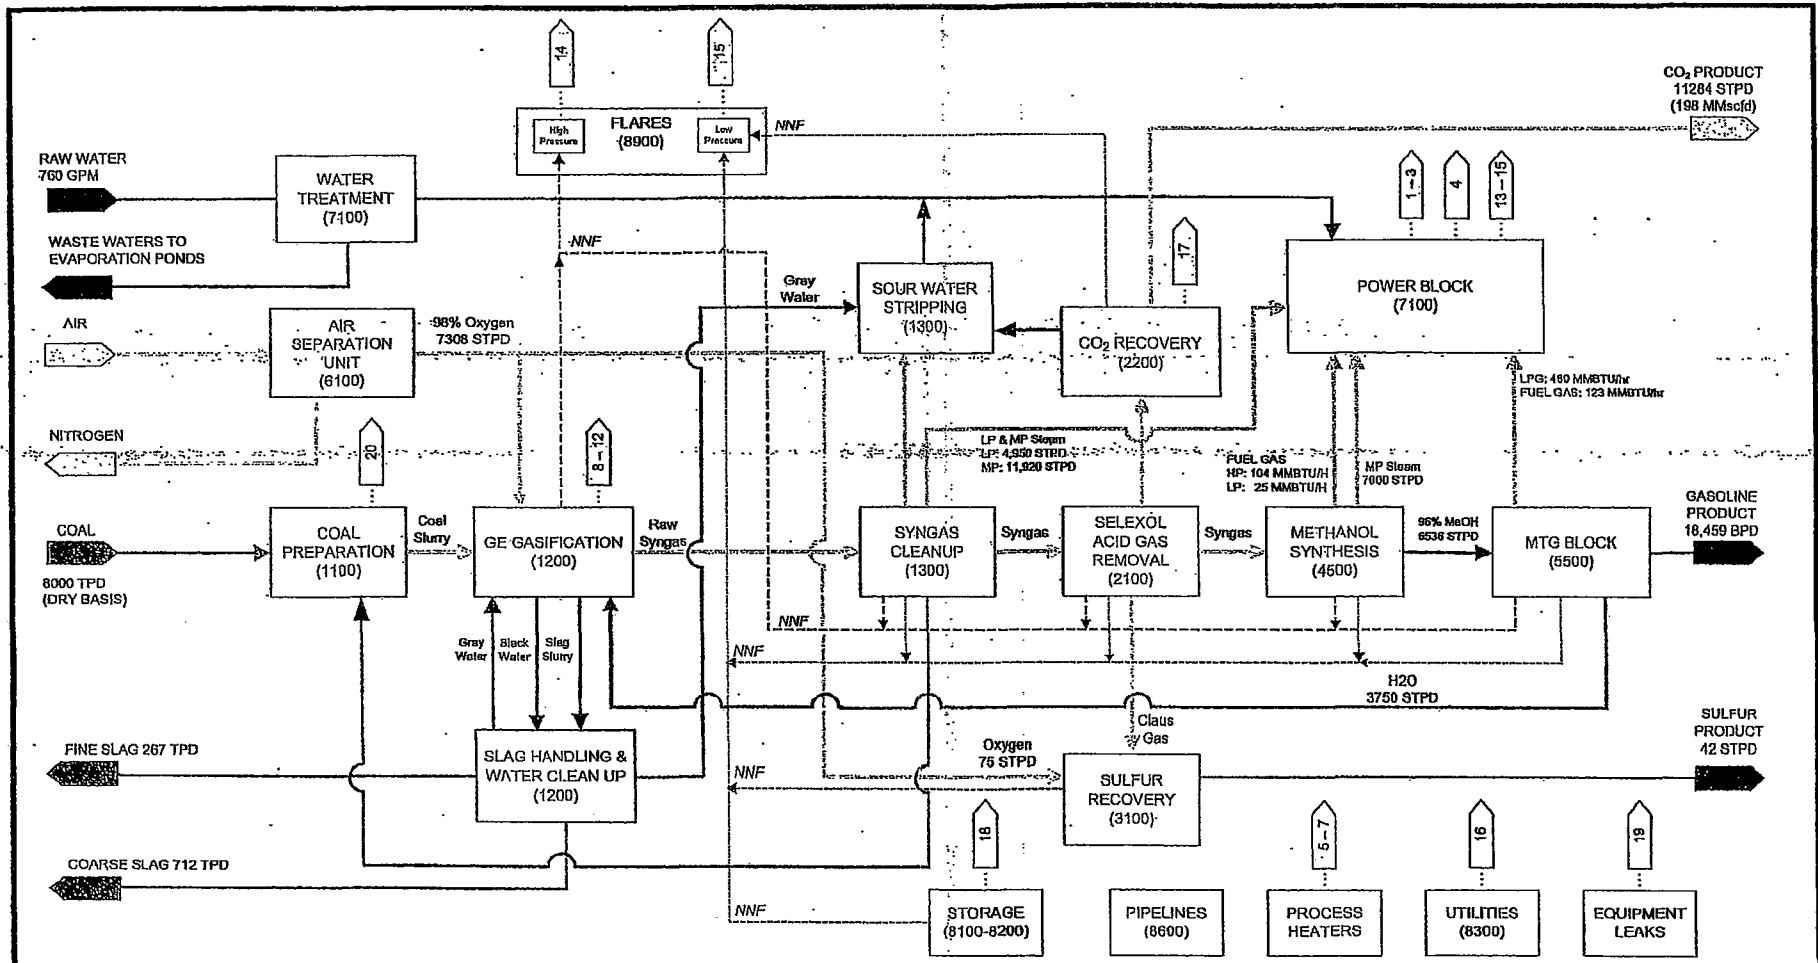 14
15
CO₂ PRODUCT
11284 STPD
(198 MMscfd)
High
Pressure
FLARES
(8900)
Low
Pressure
NNF
RAW WATER
760 GPM
WATER
TREATMENT
(7100)
1-3
4
13-15
WASTE WATERS TO
EVAPORATION PONDS
NNF
17
Gray
Water
SOUR WATER
STRIPPING
(1300)
POWER BLOCK
(7100)
AIR
AIR
SEPARATION
UNIT
(6100)
98% Oxygen
7308 STPD
CO₂ RECOVERY
(2200)
LPG: 460 MMBTU/hr
FUEL GAS: 123 MMBTU/hr
NITROGEN
20
8-12
LP & MP Steam
LP: 4,950 STPD
MP: 11,920 STPD
FUEL GAS
HP: 104 MMBTU/H
LP: 25 MMBTU/H
MP Steam
7000 STPD
COAL
8000 TPD
(DRY BASIS)
COAL
PREPARATION
(1100)
Coal
Slurry
GE GASIFICATION
(1200)
Raw
Syngas
SYNGAS
CLEANUP
(1300)
Syngas
SELEXOL
ACID GAS
REMOVAL
(2100)
Syngas
METHANOL
SYNTHESIS
(4500)
96% MeOH
6536 STPD
MTG BLOCK
(5500)
GASOLINE
PRODUCT
18,459 BPD
NNF
Gray
Water
Black
Water
Slag
Slurry
NNF
H2O
3750 STPD
Claus
Gas
FINE SLAG 267 TPD
SLAG HANDLING &
WATER CLEAN UP
(1200)
Oxygen
75 STPD
NNF
SULFUR
RECOVERY
(3100)
SULFUR
PRODUCT
42 STPD
COARSE SLAG 712 TPD
18
5-7
16
19
NNF
STORAGE
(8100-8200)
PIPELINES
(8600)
PROCESS
HEATERS
UTILITIES
(8300)
EQUIPMENT
LEAKS